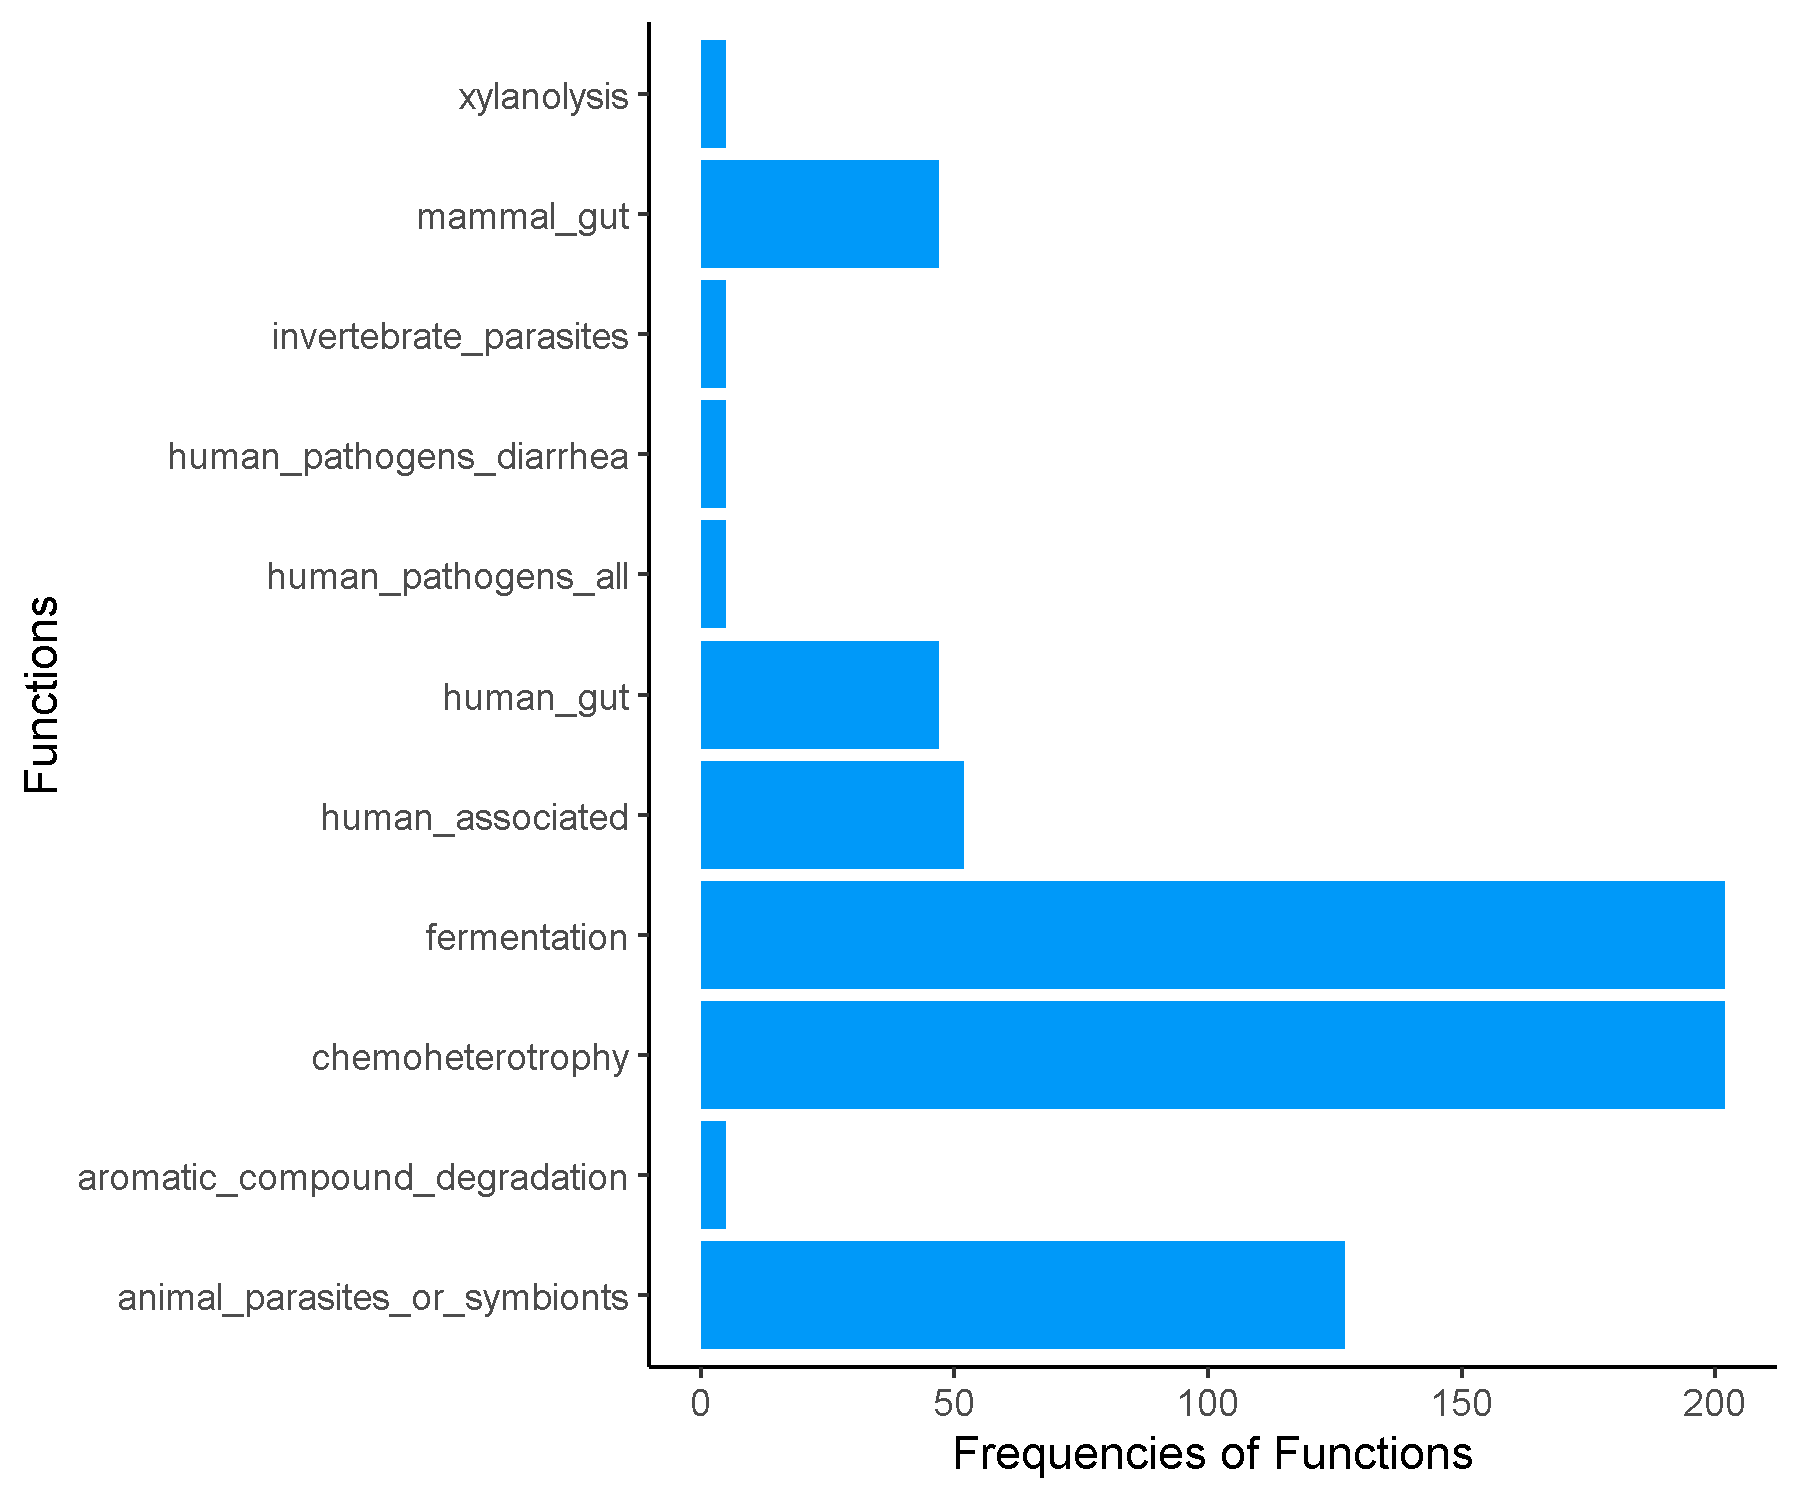 xylanolysis
mammal_gut
invertebrate_parasites
human_pathogens_diarrhea
human_pathogens_all
human_gut
human_associated
fermentation
chemoheterotrophy
aromatic_compound_degradation
animal_parasites_or_symbionts
Functions
0 50 100 150 200
Frequencies of Functions